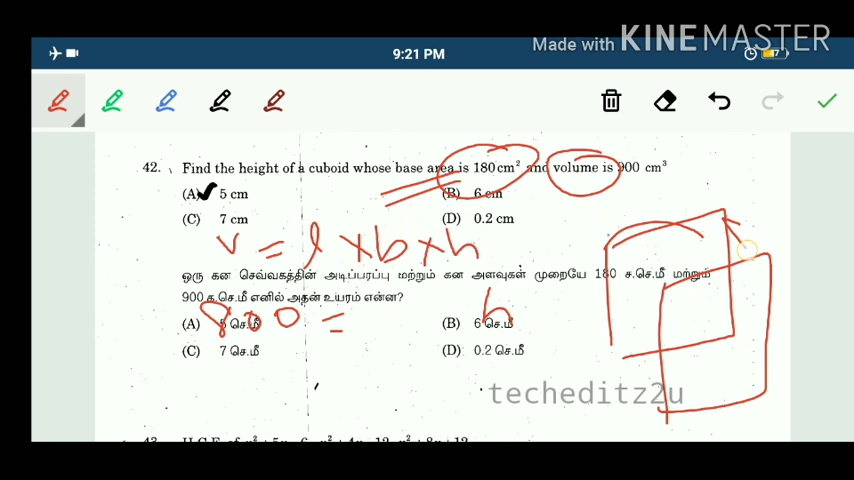 Made with KINEMASTER
9:21 PM
7
42. Find the height of a cuboid whose base area is 180 cm² and volume is 900 cm³
(A) 5 cm (B) 6 cm
(C) 7 cm (D) 0.2 cm
v = l × b × h
ஒரு கன செவ்வகத்தின் அடிப்பரப்பு மற்றும் கன அளவுகள் முறையே 180 ச.செ.மீ மற்றும்
900 க.செ.மீ எனில் அதன் உயரம் என்ன?
900 = h
(A) 5 செ.மீ (B) 6 செ.மீ
(C) 7 செ.மீ (D) 0.2 செ.மீ
techeditz2u